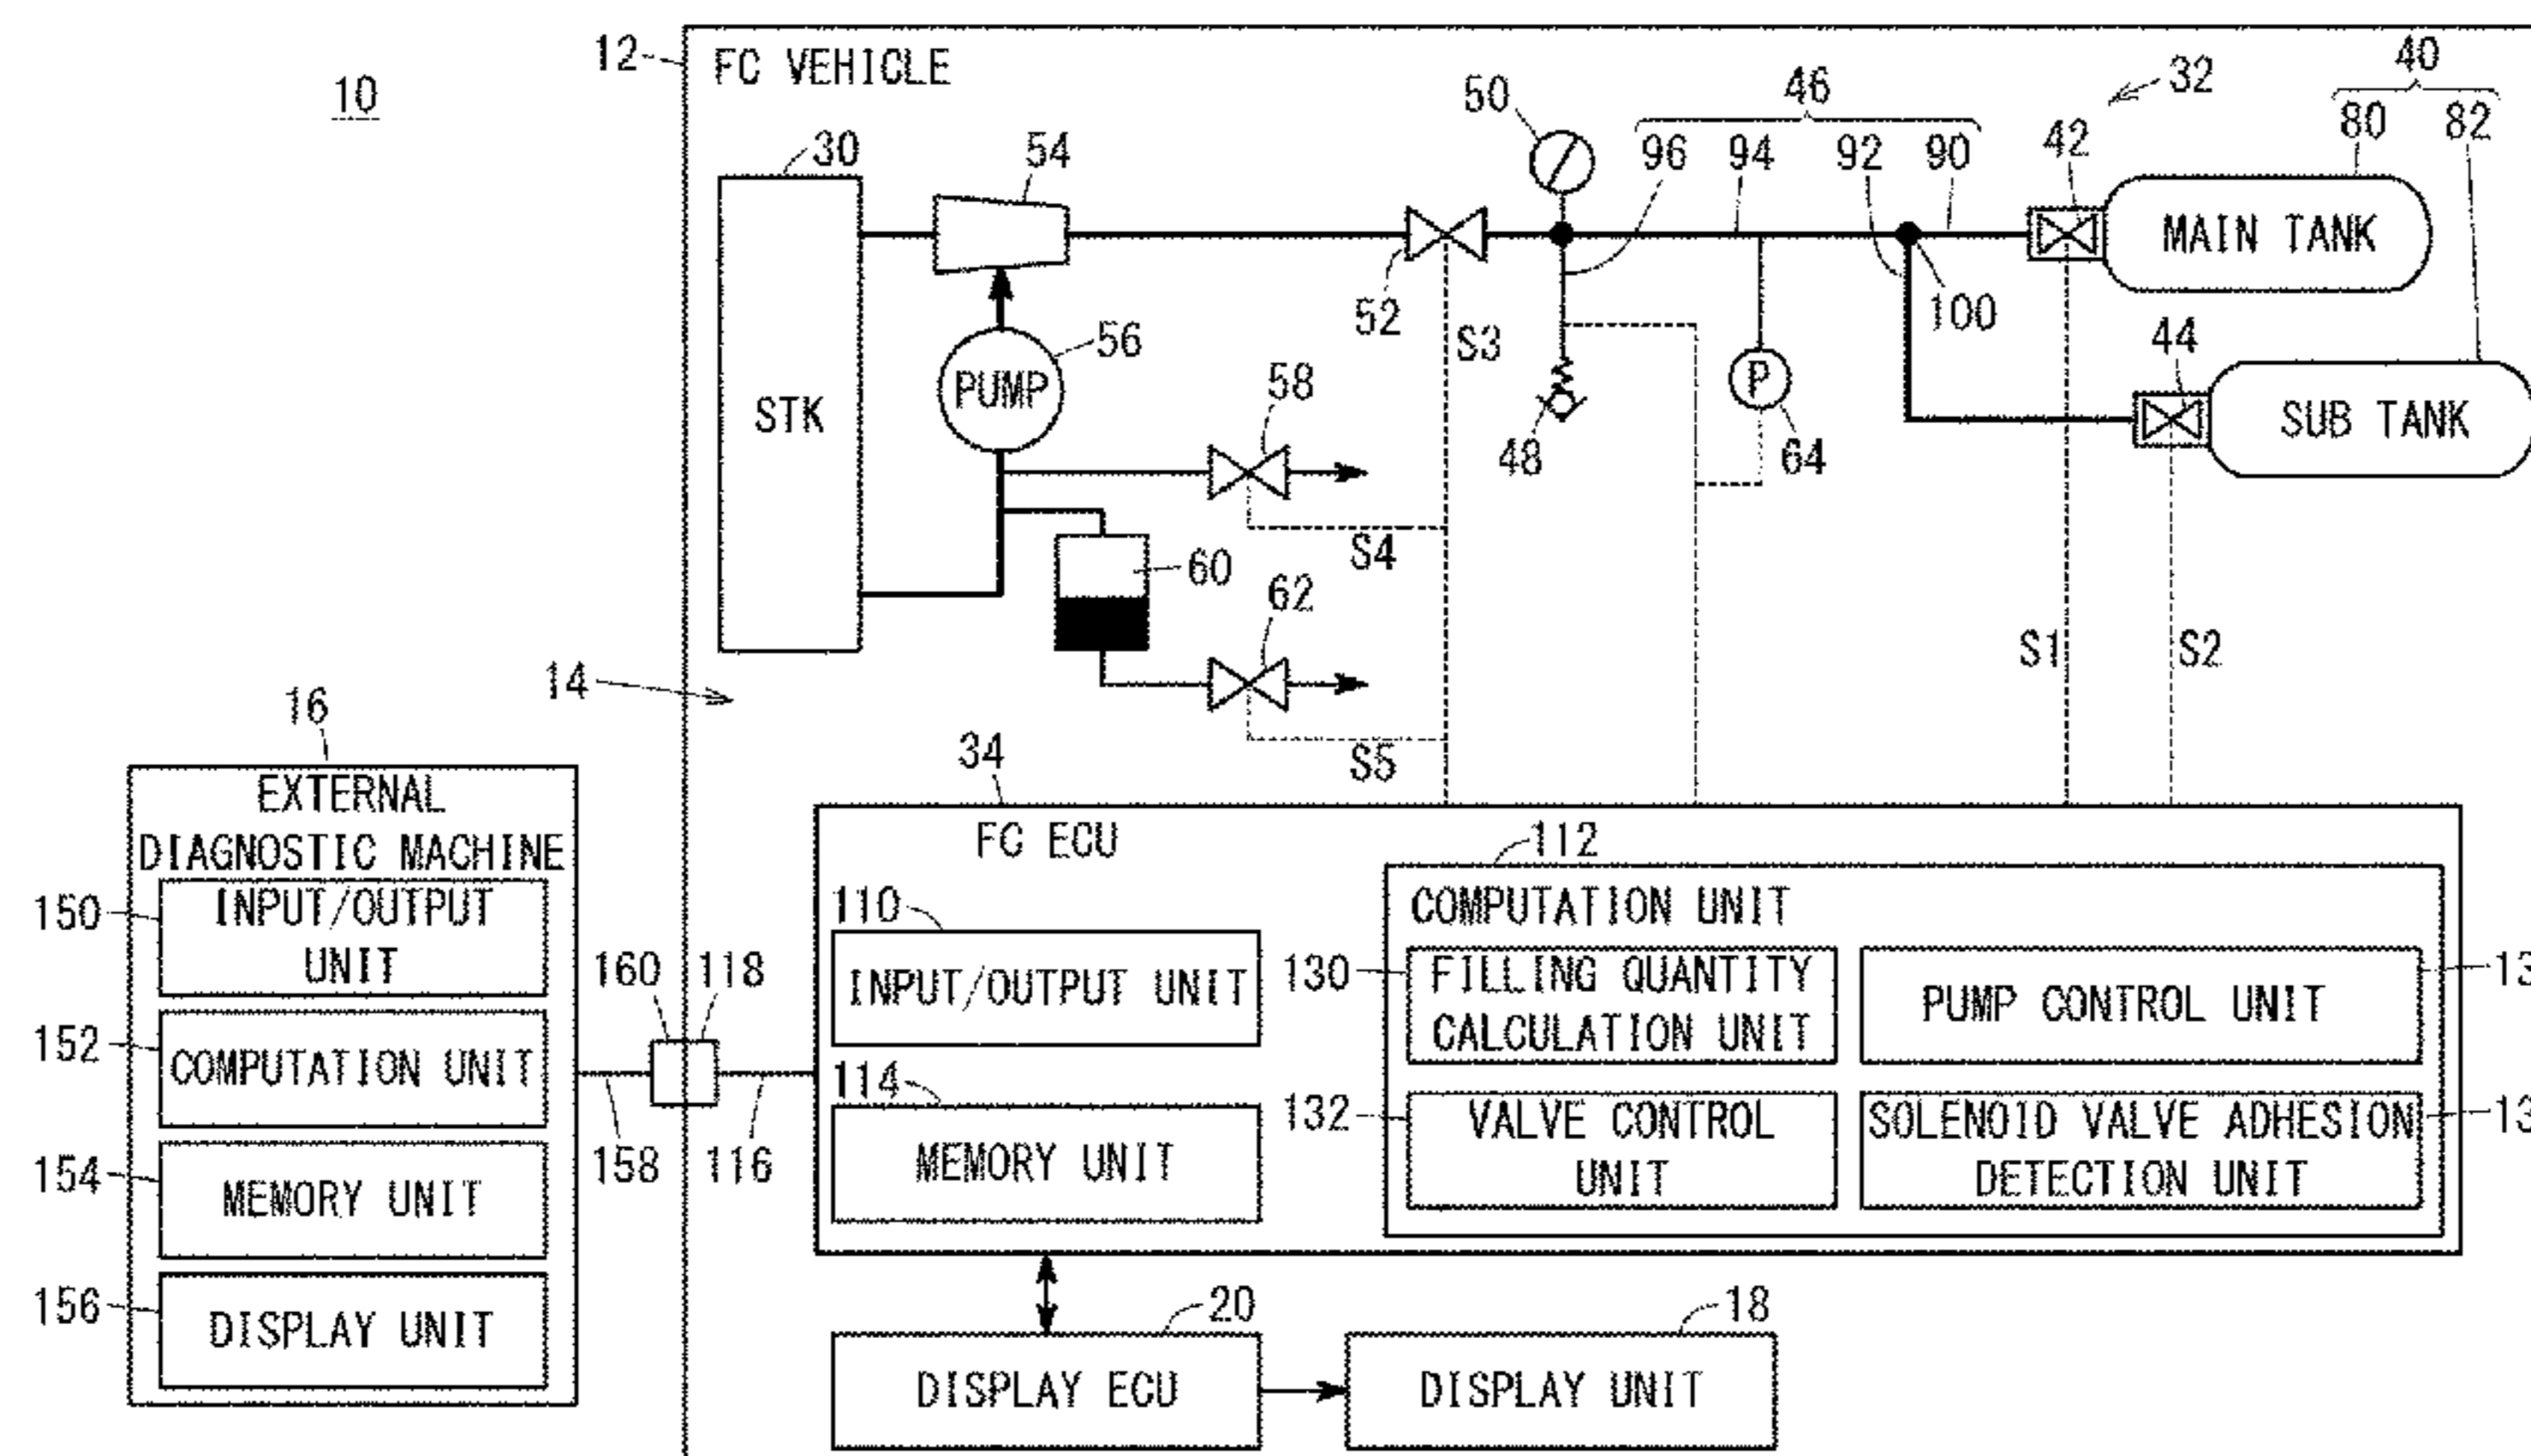 10
12
FC VEHICLE
30
54
50
46
96
94
92
90
32
42
40
80
82
MAIN TANK
100
52
S3
56
PUMP
STK
58
48
P
64
44
SUB TANK
S4
60
62
S1
S2
14
S5
16
EXTERNAL
DIAGNOSTIC MACHINE
150
INPUT/OUTPUT
UNIT
152
COMPUTATION UNIT
154
MEMORY UNIT
156
DISPLAY UNIT
160
118
158
116
34
FC ECU
110
INPUT/OUTPUT UNIT
114
MEMORY UNIT
112
COMPUTATION UNIT
130
FILLING QUANTITY
CALCULATION UNIT
PUMP CONTROL UNIT
132
VALVE CONTROL
UNIT
SOLENOID VALVE ADHESION
DETECTION UNIT
20
DISPLAY ECU
18
DISPLAY UNIT